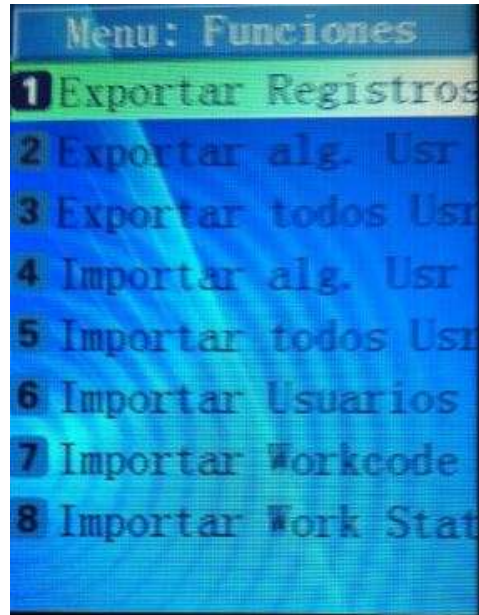 Menu: Funciones
1 Exportar Registros
2 Exportar alg. Usr
3 Exportar todos Usr
4 Importar alg. Usr
5 Importar todos Usr
6 Importar Usuarios
7 Importar Workcode
8 Importar Work Stat